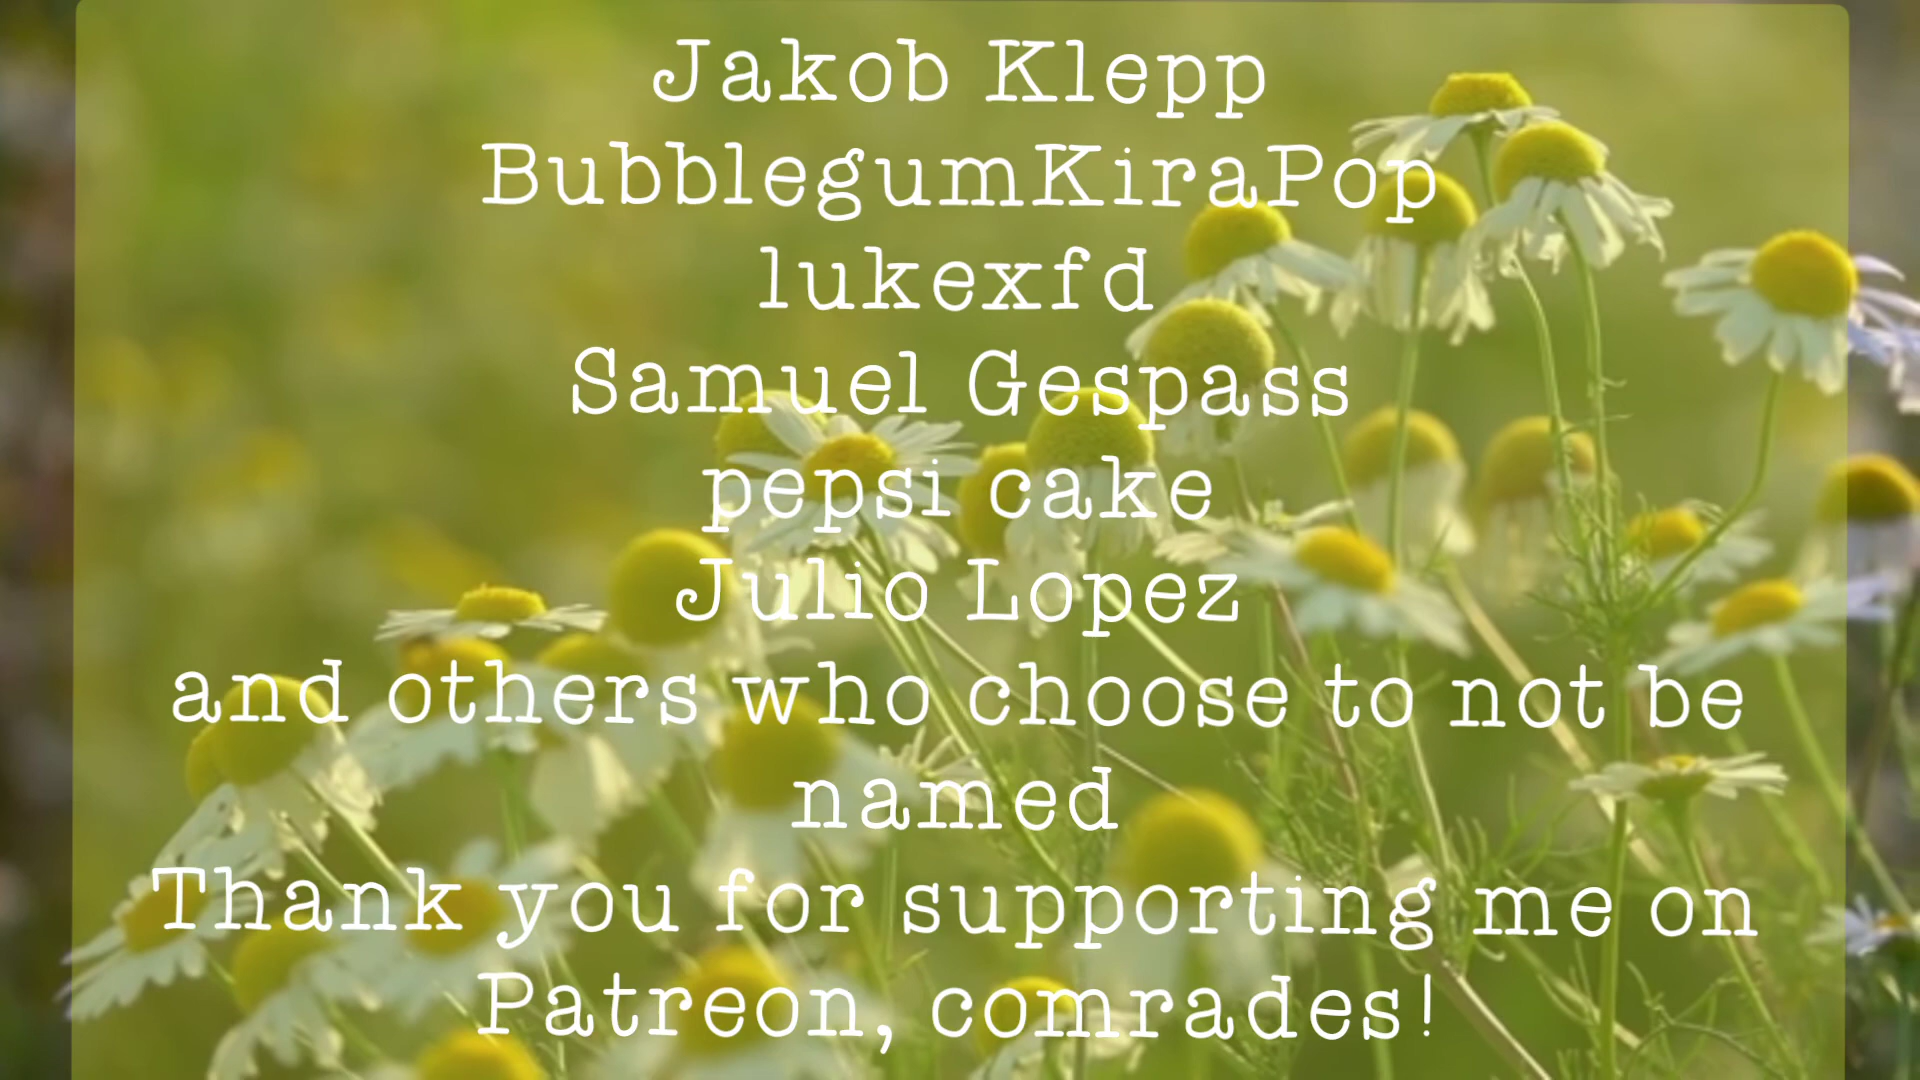 Jakob Klepp
BubblegumKiraPop
lukexfd
Samuel Gespass
pepsi cake
Julio Lopez
and others who choose to not be
named
Thank you for supporting me on
Patreon, comrades!